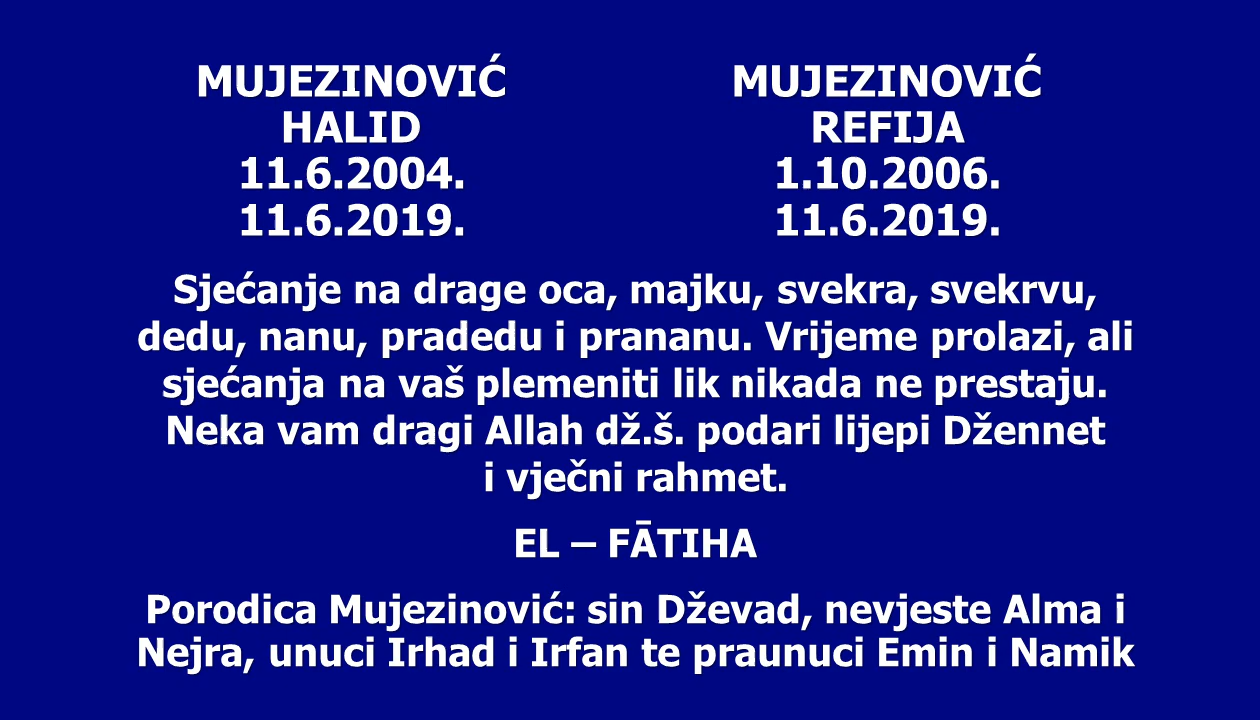 MUJEZINOVIĆ
HALID
11.6.2004.
11.6.2019.
MUJEZINOVIĆ
REFIJA
1.10.2006.
11.6.2019.
Sjećanje na drage oca, majku, svekra, svekrvu,
dedu, nanu, pradedu i prananu. Vrijeme prolazi, ali
sjećanja na vaš plemeniti lik nikada ne prestaju.
Neka vam dragi Allah dž.š. podari lijepi Džennet
i vječni rahmet.
EL – FĀTIHA
Porodica Mujezinović: sin Dževad, nevjeste Alma i
Nejra, unuci Irhad i Irfan te praunuci Emin i Namik